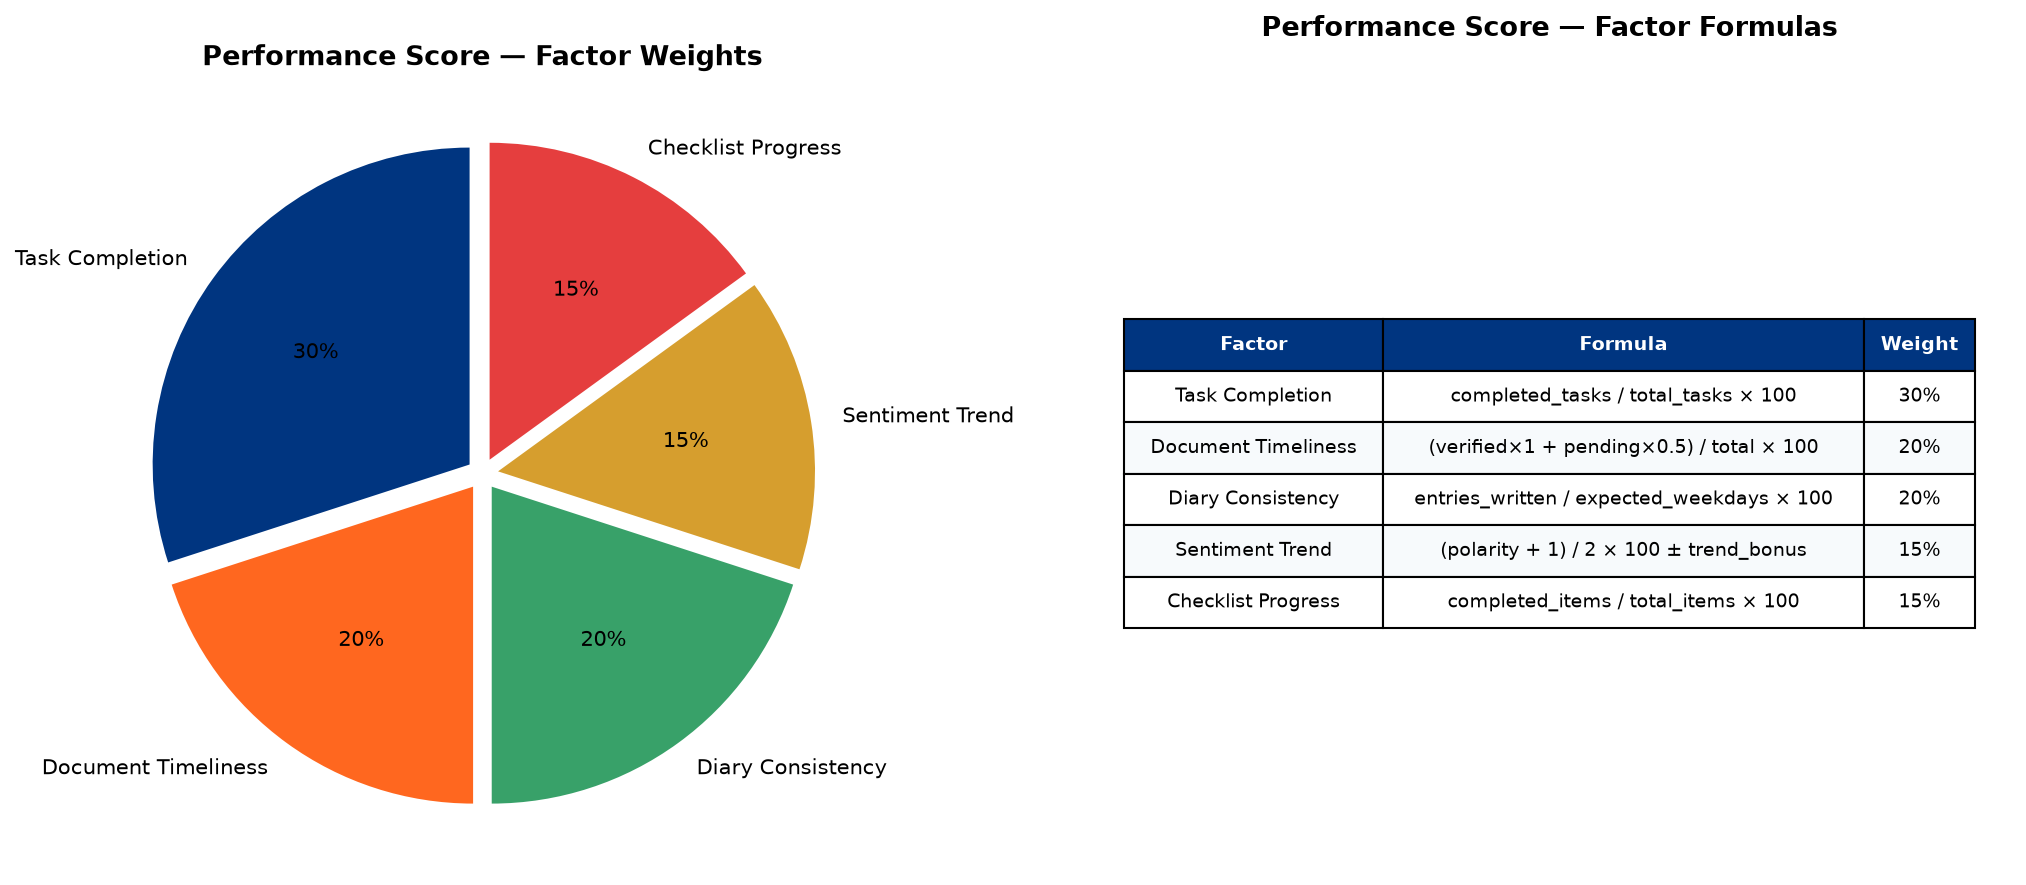 Performance Score — Factor Weights
Checklist Progress
15%
Task Completion
30%
Sentiment Trend
15%
20%
20%
Document Timeliness
Diary Consistency
Performance Score — Factor Formulas
Factor Formula Weight
Task Completion completed_tasks / total_tasks × 100 30%
Document Timeliness (verified×1 + pending×0.5) / total × 100 20%
Diary Consistency entries_written / expected_weekdays × 100 20%
Sentiment Trend (polarity + 1) / 2 × 100 ± trend_bonus 15%
Checklist Progress completed_items / total_items × 100 15%